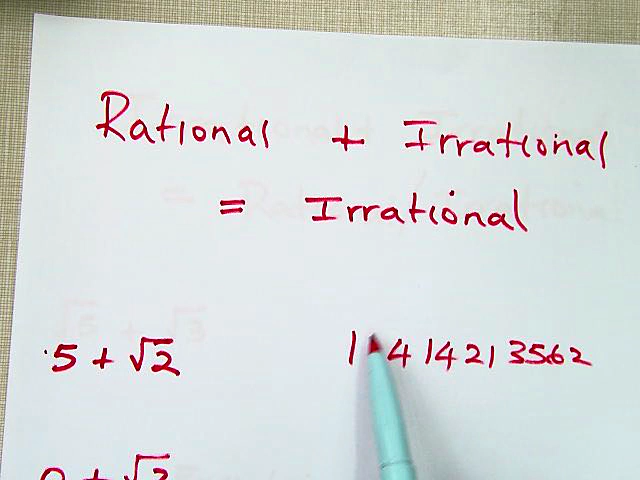 Rational + Irrational
= Irrational
.5 + √2
1 414213562